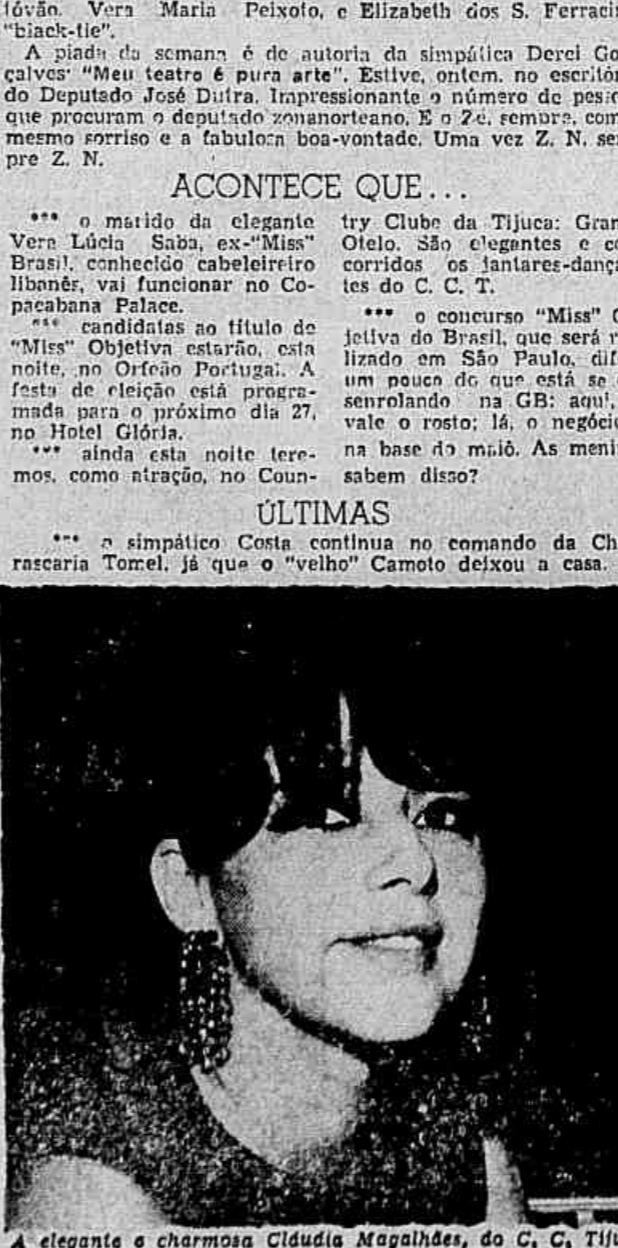 tóvão. Vera Maria Peixoto, e Elizabeth dos S. Ferracin
"black-tie".
A piada da semana é de autoria da simpática Derci Go
çalves: "Meu teatro é pura arte". Estive, ontem, no escritór
do Deputado José Dutra. Impressionante o número de pesso
que procuram o deputado zonanorteano. E o Zé, sempre, com
mesmo sorriso e a fabulosa boa-vontade. Uma vez Z. N. sem
pre Z. N.
ACONTECE QUE...
*** o marido da elegante
Vera Lúcia Saba, ex-"Miss"
Brasil, conhecido cabeleireiro
libanês, vai funcionar no Co-
pacabana Palace.
*** candidatas ao título de
"Miss" Objetiva estarão, esta
noite, no Orfeão Portugal. A
festa de eleição está progra-
mada para o próximo dia 27,
no Hotel Glória.
*** ainda esta noite tere-
mos, como atração, no Coun-
try Clube da Tijuca: Gran
Otelo. São elegantes e co
corridos os jantares-dança
tes do C. C. T.
*** o concurso "Miss" O
jetiva do Brasil, que será r
lizado em São Paulo, dif
um pouco do que está se
senrolando na GB: aqui,
vale o rosto; lá, o negócio
na base do maiô. As meni
sabem disso?
ÚLTIMAS
*** o simpático Costa continua no comando da Ch
rascaria Tomel, já que o "velho" Camoto deixou a casa.
A elegante e charmosa Cláudia Magalhães, do C. C. Tiju